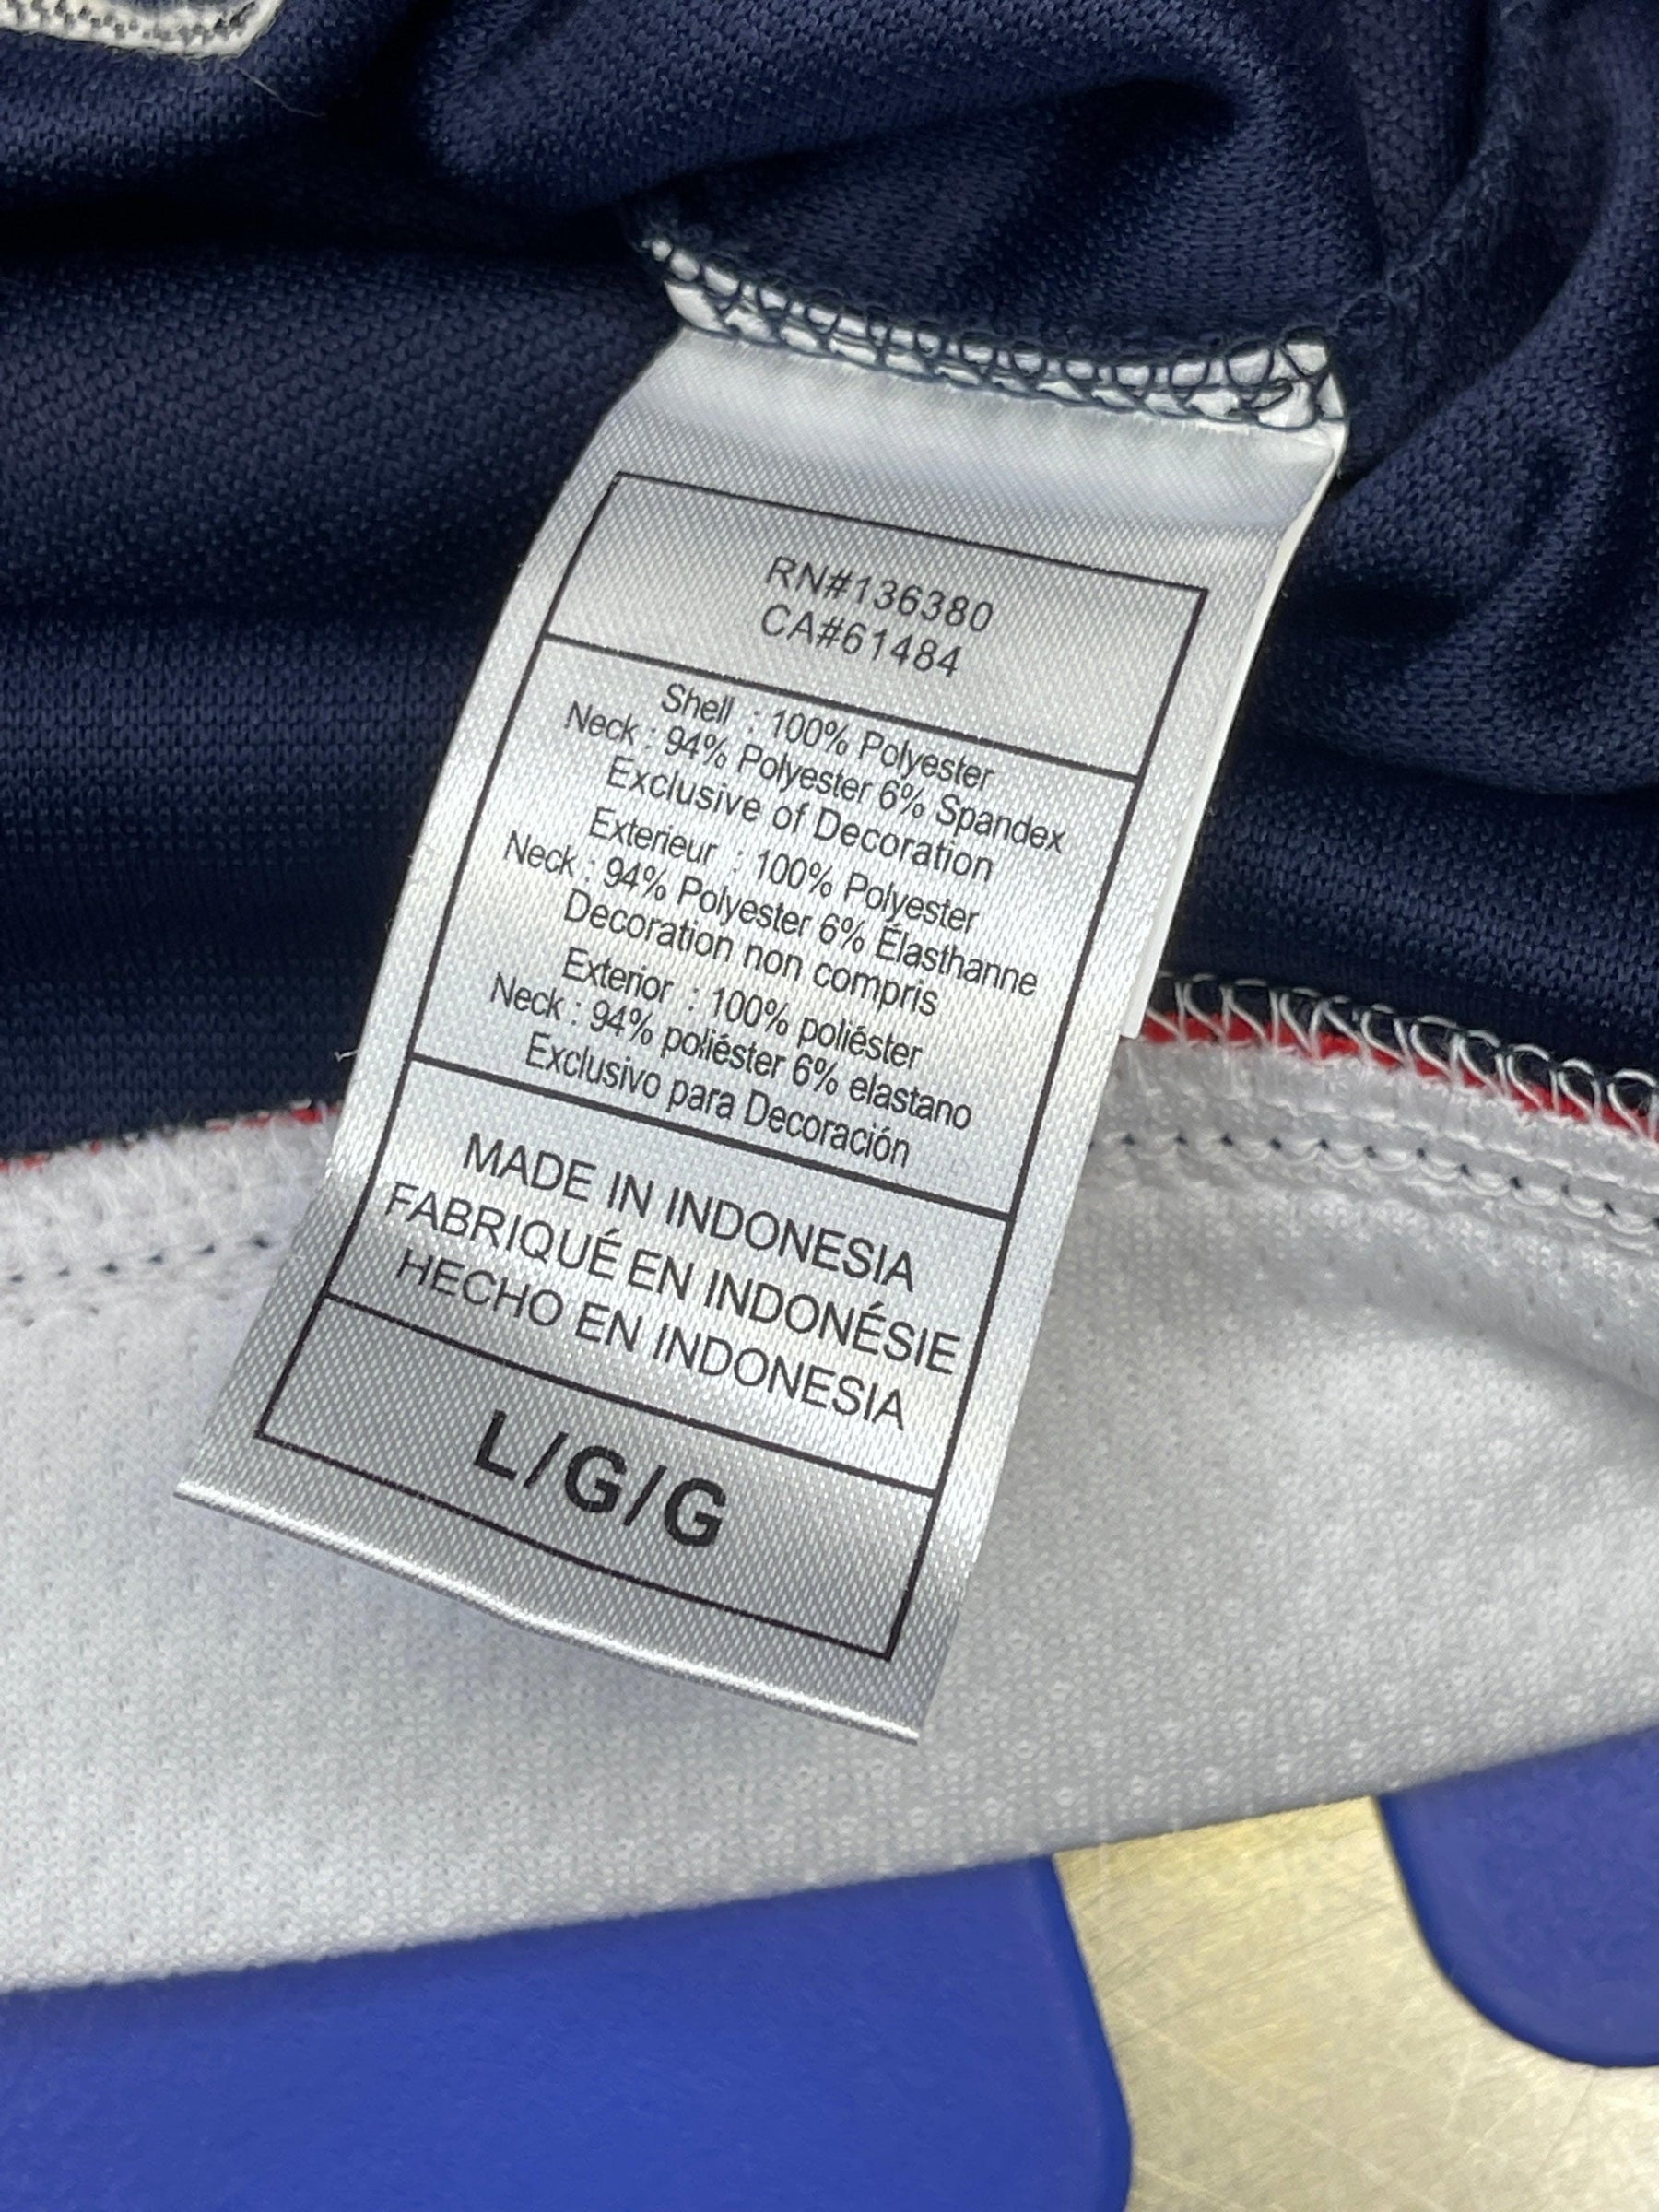 RN#136380
CA#61484
Shell : 100% Polyester
Neck : 94% Polyester 6% Spandex
Exclusive of Decoration
Exterieur : 100% Polyester
Neck : 94% Polyester 6% Élasthanne
Decoration non compris
Exterior : 100% poliéster
Neck : 94% poliéster 6% elastano
Exclusivo para Decoración
MADE IN INDONESIA
FABRIQUÉ EN INDONÉSIE
HECHO EN INDONESIA
L/G/G